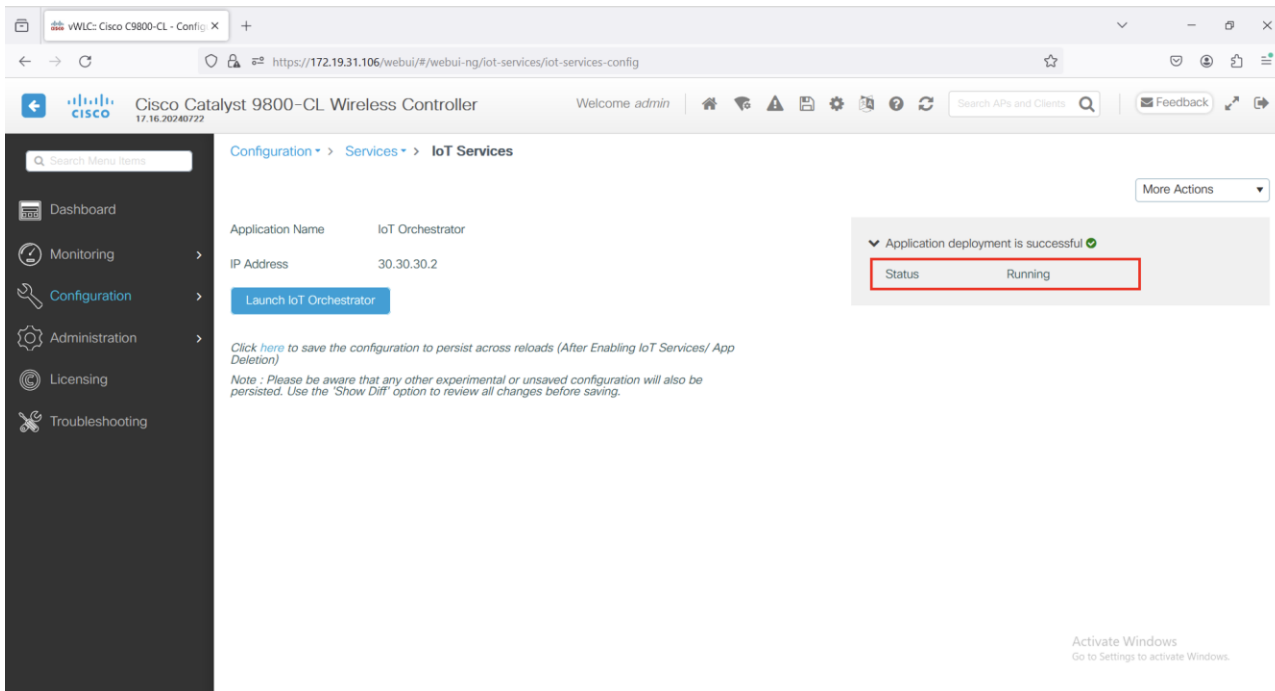 vWLC:: Cisco C9800-CL - Config
https://172.19.31.106/webui/#/webui-ng/iot-services/iot-services-config
CISCO
Cisco Catalyst 9800-CL Wireless Controller
17.16.20240722
Welcome admin
Search APs and Clients
Feedback
Search Menu Items
Dashboard
Monitoring
Configuration
Administration
Licensing
Troubleshooting
Configuration > Services > IoT Services
More Actions
Application Name IoT Orchestrator
IP Address 30.30.30.2
Launch IoT Orchestrator
Application deployment is successful
Status Running
Click here to save the configuration to persist across reloads (After Enabling IoT Services/ App
Deletion)
Note : Please be aware that any other experimental or unsaved configuration will also be
persisted. Use the 'Show Diff' option to review all changes before saving.
Activate Windows
Go to Settings to activate Windows.